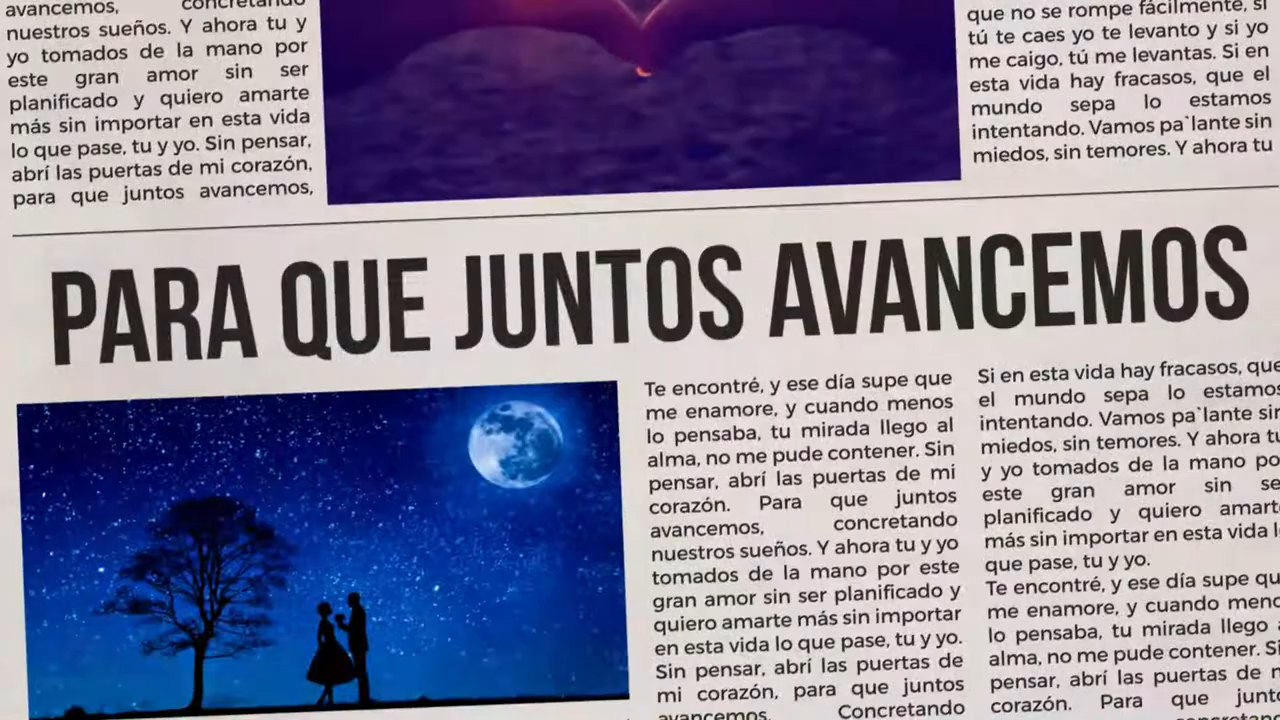 avancemos, concretando
nuestros sueños. Y ahora tu y
yo tomados de la mano por
este gran amor sin ser
planificado y quiero amarte
más sin importar en esta vida
lo que pase, tu y yo. Sin pensar,
abrí las puertas de mi corazón,
para que juntos avancemos,
que no se rompe fácilmente, si
tú te caes yo te levanto y si yo
me caigo, tú me levantas. Si en
esta vida hay fracasos, que el
mundo sepa lo estamos
intentando. Vamos pa`lante sin
miedos, sin temores. Y ahora tu
PARA QUE JUNTOS AVANCEMOS
Te encontré, y ese día supe que
me enamore, y cuando menos
lo pensaba, tu mirada llego al
alma, no me pude contener. Sin
pensar, abrí las puertas de mi
corazón. Para que juntos
avancemos, concretando
nuestros sueños. Y ahora tu y yo
tomados de la mano por este
gran amor sin ser planificado y
quiero amarte más sin importar
en esta vida lo que pase, tu y yo.
Sin pensar, abrí las puertas de
mi corazón, para que juntos
avancemos. Concretando
Si en esta vida hay fracasos, que
el mundo sepa lo estamos
intentando. Vamos pa`lante sin
miedos, sin temores. Y ahora tu
y yo tomados de la mano po
este gran amor sin se
planificado y quiero amarte
más sin importar en esta vida l
que pase, tu y yo.
Te encontré, y ese día supe qu
me enamore, y cuando meno
lo pensaba, tu mirada llego a
alma, no me pude contener. Si
pensar, abrí las puertas de m
corazón. Para que junto